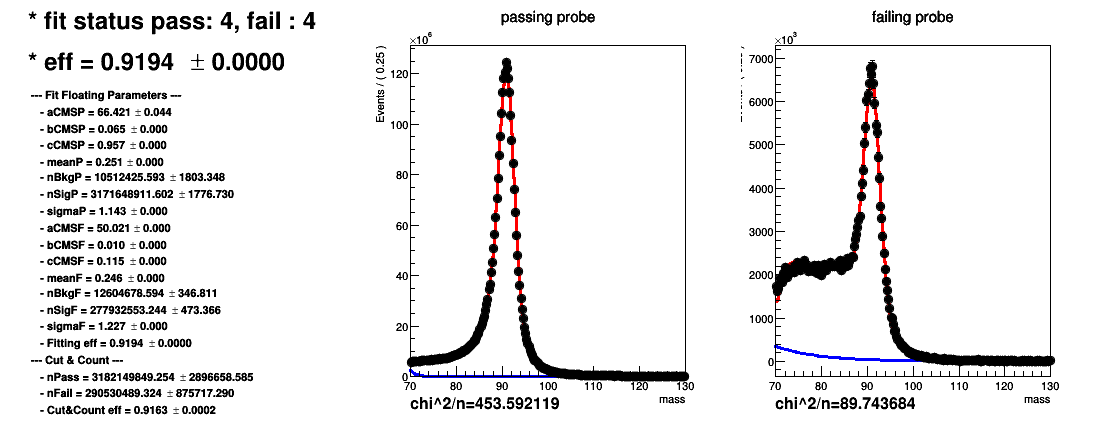 * fit status pass: 4, fail : 4
* eff = 0.9194 ± 0.0000
--- Fit Floating Parameters ---
- aCMSP = 66.421 ± 0.044
- bCMSP = 0.065 ± 0.000
- cCMSP = 0.957 ± 0.000
- meanP = 0.251 ± 0.000
- nBkgP = 10512425.593 ± 1803.348
- nSigP = 3171648911.602 ± 1776.730
- sigmaP = 1.143 ± 0.000
- aCMSF = 50.021 ± 0.000
- bCMSF = 0.010 ± 0.000
- cCMSF = 0.115 ± 0.000
- meanF = 0.246 ± 0.000
- nBkgF = 12604678.594 ± 346.811
- nSigF = 277932553.244 ± 473.366
- sigmaF = 1.227 ± 0.000
- Fitting eff = 0.9194 ± 0.0000
--- Cut & Count ---
- nPass = 3182149849.254 ± 2896658.585
- nFail = 290530489.324 ± 875717.290
- Cut&Count eff = 0.9163 ± 0.0002
passing probe
×10^6
Events / ( 0.25 )
120
100
80
60
40
20
0
70 80 90 100 110 120 130
mass
chi^2/n=453.592119
failing probe
×10^3
7000
6000
5000
4000
3000
2000
1000
0
70 80 90 100 110 120 130
mass
chi^2/n=89.743684